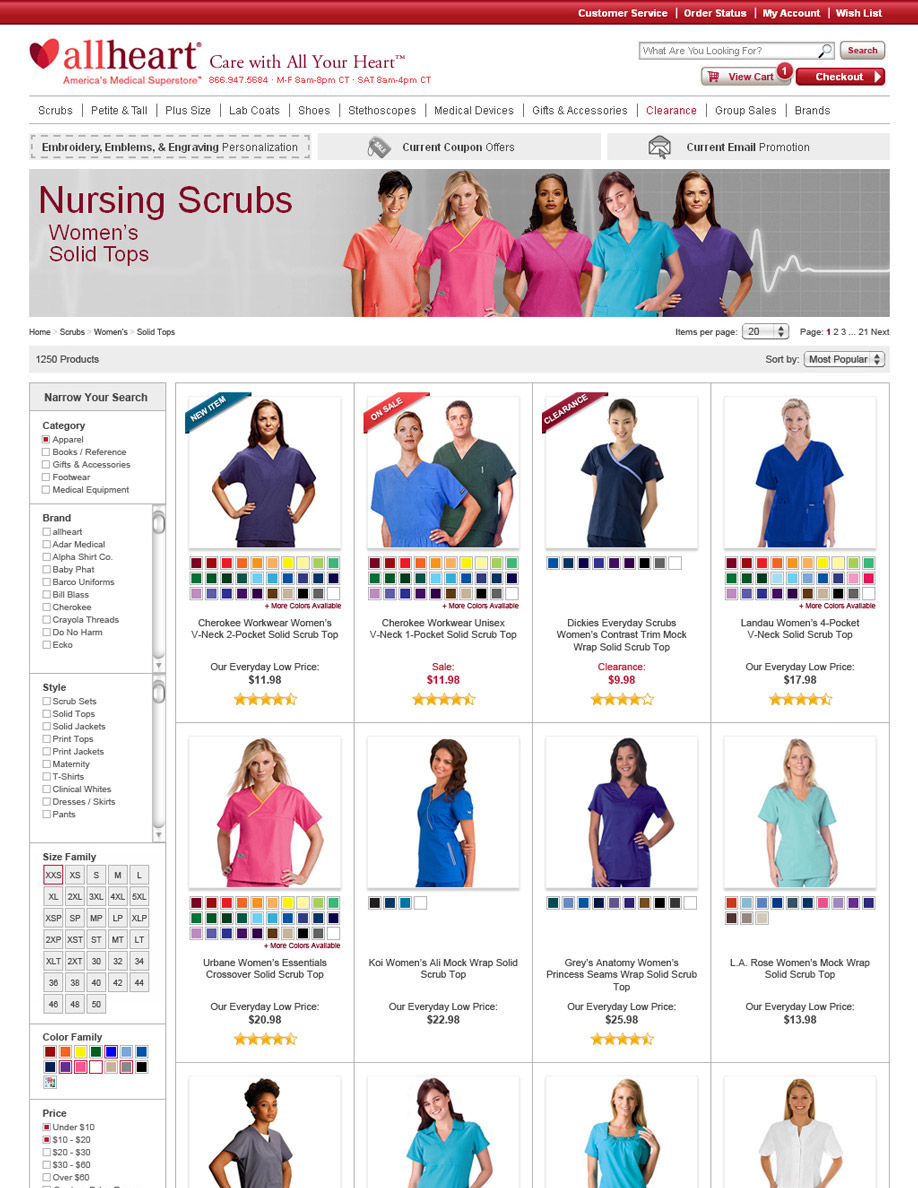 Customer Service | Order Status | My Account | Wish List
allheart® Care with All Your Heart™
America's Medical Superstore™ 866.947.5684 · M-F 8am-8pm CT · SAT 8am-4pm CT
What Are You Looking For? Search
View Cart 1 Checkout
Scrubs | Petite & Tall | Plus Size | Lab Coats | Shoes | Stethoscopes | Medical Devices | Gifts & Accessories | Clearance | Group Sales | Brands
Embroidery, Emblems, & Engraving Personalization
SALE Current Coupon Offers
Current Email Promotion
Nursing Scrubs
Women's
Solid Tops
Home > Scrubs > Women's > Solid Tops
Items per page: 20 Page: 1 2 3 ... 21 Next
1250 Products
Sort by: Most Popular
Narrow Your Search
Category
Apparel
Books / Reference
Gifts & Accessories
Footwear
Medical Equipment
Brand
allheart
Adar Medical
Alpha Shirt Co.
Baby Phat
Barco Uniforms
Bill Blass
Cherokee
Crayola Threads
Do No Harm
Ecko
Style
Scrub Sets
Solid Tops
Solid Jackets
Print Tops
Print Jackets
Maternity
T-Shirts
Clinical Whites
Dresses / Skirts
Pants
Size Family
XXS XS S M L
XL 2XL 3XL 4XL 5XL
XSP SP MP LP XLP
2XP XST ST MT LT
XLT 2XT 30 32 34
36 38 40 42 44
46 48 50
Color Family
Price
Under $10
$10 - $20
$20 - $30
$30 - $60
Over $60
NEW ITEM
+ More Colors Available
Cherokee Workwear Women's
V-Neck 2-Pocket Solid Scrub Top
Our Everyday Low Price:
$11.98
ON SALE
+ More Colors Available
Cherokee Workwear Unisex
V-Neck 1-Pocket Solid Scrub Top
Sale:
$11.98
CLEARANCE
Dickies Everyday Scrubs
Women's Contrast Trim Mock
Wrap Solid Scrub Top
Clearance:
$9.98
+ More Colors Available
Landau Women's 4-Pocket
V-Neck Solid Scrub Top
Our Everyday Low Price:
$17.98
+ More Colors Available
Urbane Women's Essentials
Crossover Solid Scrub Top
Our Everyday Low Price:
$20.98
Koi Women's Ali Mock Wrap Solid
Scrub Top
Our Everyday Low Price:
$22.98
Grey's Anatomy Women's
Princess Seams Wrap Solid Scrub
Top
Our Everyday Low Price:
$25.98
L.A. Rose Women's Mock Wrap
Solid Scrub Top
Our Everyday Low Price:
$13.98